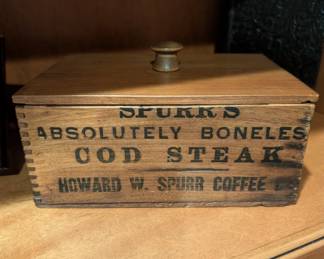 SPURR'S
ABSOLUTELY BONELES
COD STEAK
HOWARD W. SPURR COFFEE